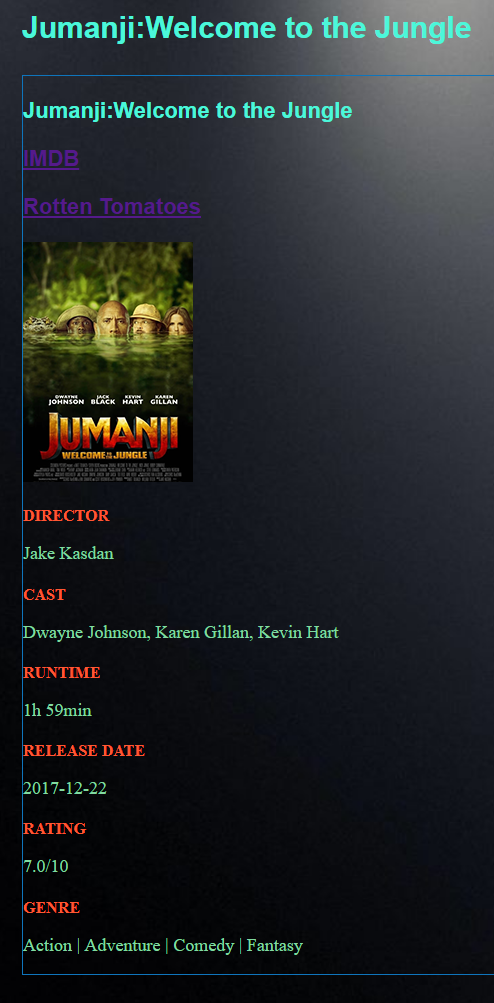 Jumanji:Welcome to the Jungle
Jumanji:Welcome to the Jungle
IMDB
Rotten Tomatoes
DWAYNE JOHNSON JACK BLACK KEVIN HART KAREN GILLAN
JUMANJI
WELCOME TO THE JUNGLE
DIRECTOR
Jake Kasdan
CAST
Dwayne Johnson, Karen Gillan, Kevin Hart
RUNTIME
1h 59min
RELEASE DATE
2017-12-22
RATING
7.0/10
GENRE
Action | Adventure | Comedy | Fantasy